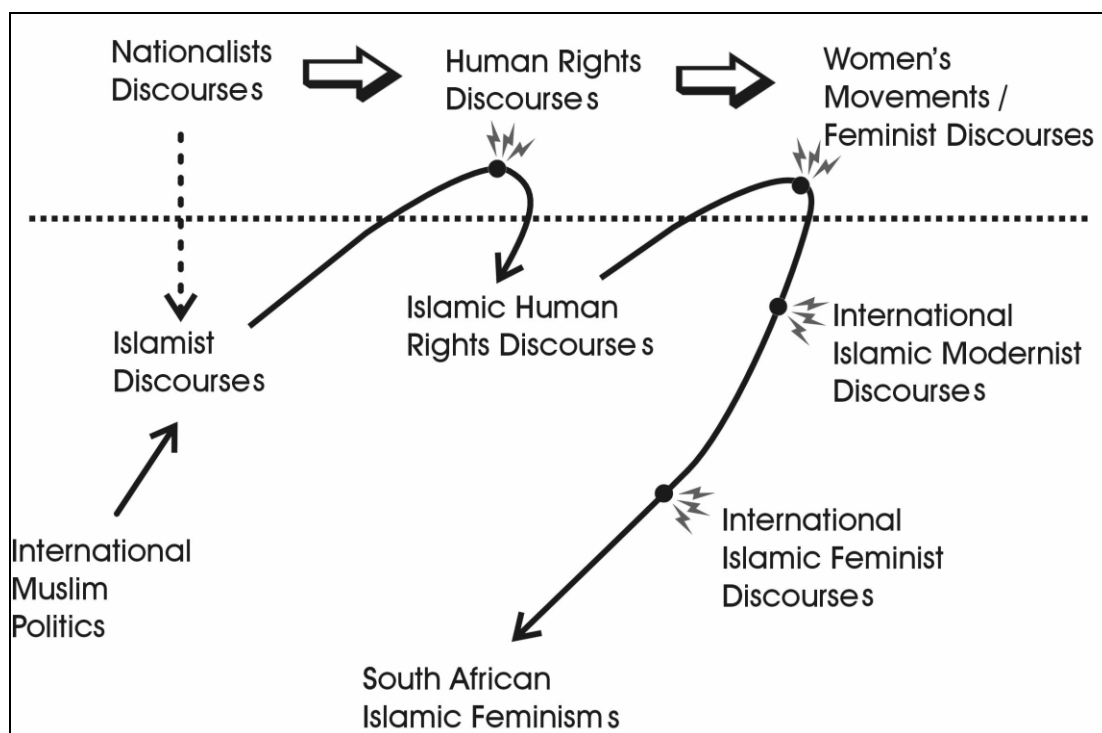 Nationalists
Discourses
Human Rights
Discourses
Women's
Movements /
Feminist Discourses
Islamist
Discourses
Islamic Human
Rights Discourses
International
Islamic Modernist
Discourses
International
Muslim
Politics
International
Islamic Feminist
Discourses
South African
Islamic Feminisms